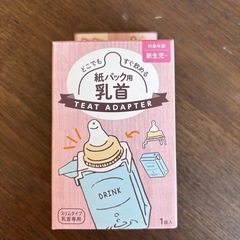 どこでも
すぐ飲める
対象年齢
新生児~
紙パック用
乳首
TEAT ADAPTER
DRINK
スリムタイプ
乳首専用
1個入